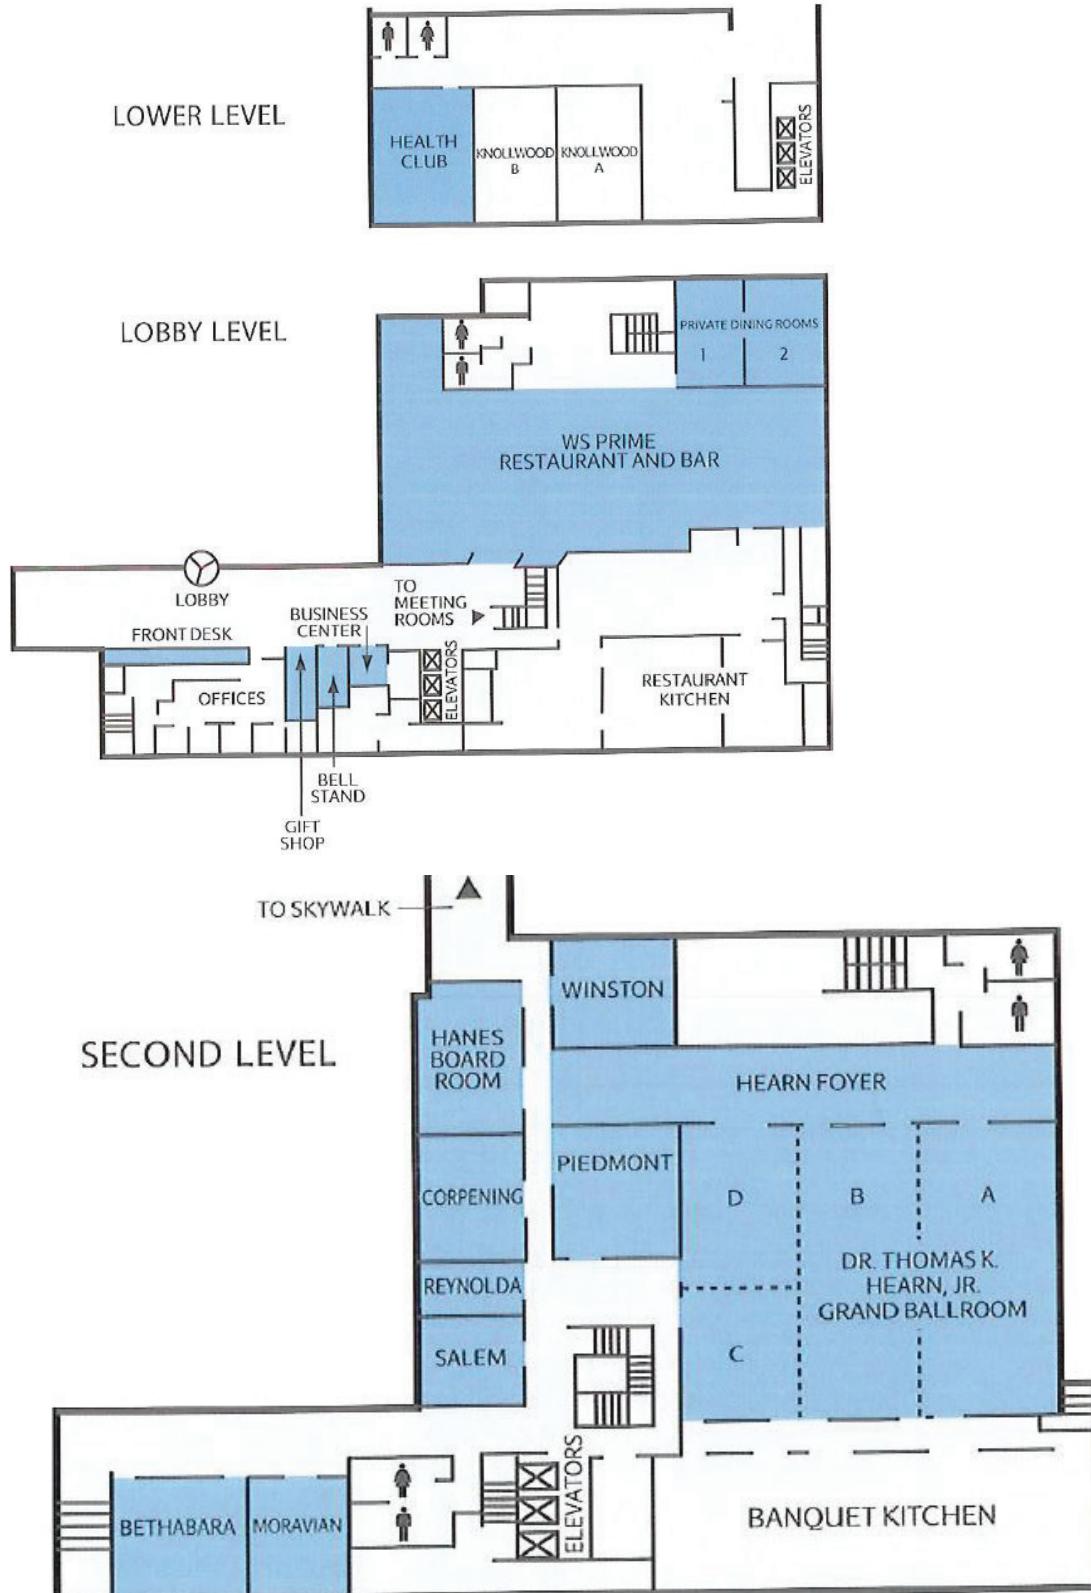 LOWER LEVEL
HEALTH
CLUB
KNOLLWOOD
B
KNOLLWOOD
A
ELEVATORS
LOBBY LEVEL
PRIVATE DINING ROOMS
1
2
WS PRIME
RESTAURANT AND BAR
LOBBY
TO
MEETING
ROOMS
BUSINESS
CENTER
FRONT DESK
OFFICES
ELEVATORS
RESTAURANT
KITCHEN
BELL
STAND
GIFT
SHOP
TO SKYWALK
SECOND LEVEL
WINSTON
HANES
BOARD
ROOM
HEARN FOYER
PIEDMONT
CORPENING
D
B
A
DR. THOMAS K.
HEARN, JR.
GRAND BALLROOM
REYNOLDA
SALEM
C
ELEVATORS
BETHABARA
MORAVIAN
BANQUET KITCHEN